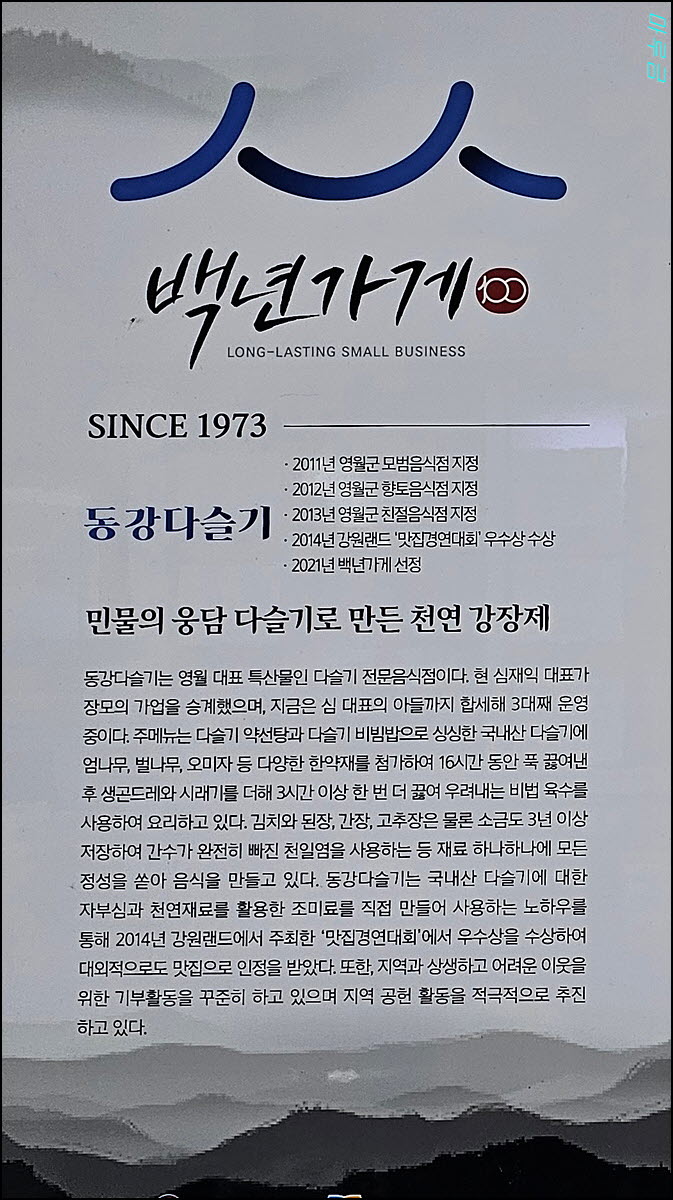 마루금
백년가게 100
LONG-LASTING SMALL BUSINESS
SINCE 1973
동강다슬기
· 2011년 영월군 모범음식점 지정
· 2012년 영월군 향토음식점 지정
· 2013년 영월군 친절음식점 지정
· 2014년 강원랜드 '맛집경연대회' 우수상 수상
· 2021년 백년가게 선정
민물의 웅담 다슬기로 만든 천연 강장제
동강다슬기는 영월 대표 특산물인 다슬기 전문음식점이다. 현 심재익 대표가
장모의 가업을 승계했으며, 지금은 심 대표의 아들까지 합세해 3대째 운영
중이다. 주메뉴는 다슬기 약선탕과 다슬기 비빔밥으로 싱싱한 국내산 다슬기에
엄나무, 벌나무, 오미자 등 다양한 한약재를 첨가하여 16시간 동안 푹 끓여낸
후 생곤드레와 시래기를 더해 3시간 이상 한 번 더 끓여 우려내는 비법 육수를
사용하여 요리하고 있다. 김치와 된장, 간장, 고추장은 물론 소금도 3년 이상
저장하여 간수가 완전히 빠진 천일염을 사용하는 등 재료 하나하나에 모든
정성을 쏟아 음식을 만들고 있다. 동강다슬기는 국내산 다슬기에 대한
자부심과 천연재료를 활용한 조미료를 직접 만들어 사용하는 노하우를
통해 2014년 강원랜드에서 주최한 '맛집경연대회'에서 우수상을 수상하여
대외적으로도 맛집으로 인정을 받았다. 또한, 지역과 상생하고 어려운 이웃을
위한 기부활동을 꾸준히 하고 있으며 지역 공헌 활동을 적극적으로 추진
하고 있다.